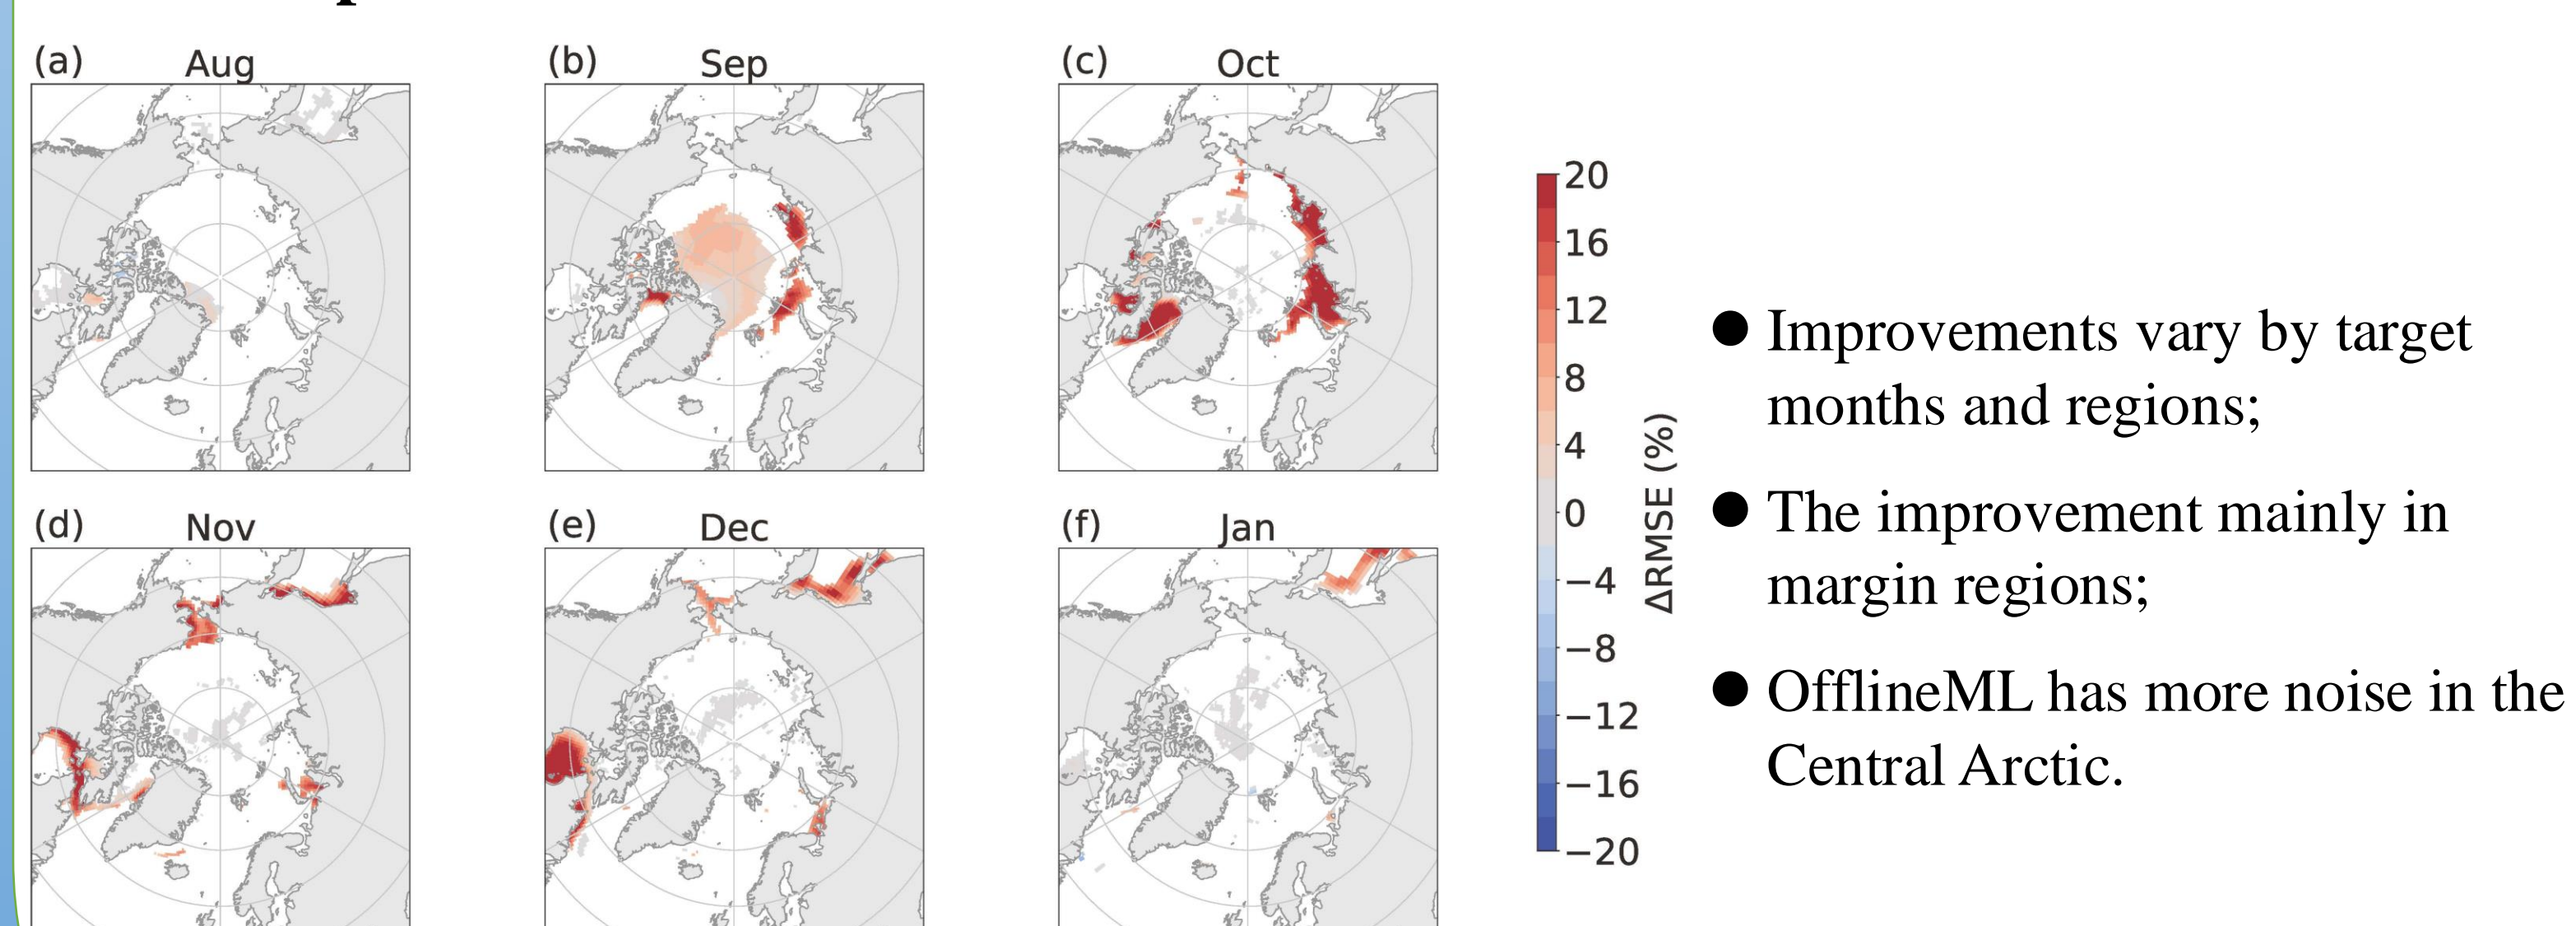 (a) Aug
(b) Sep
(c) Oct
(d) Nov
(e) Dec
(f) Jan
20
16
12
8
4
0
−4
−8
−12
−16
−20
ΔRMSE (%)
● Improvements vary by target
months and regions;
● The improvement mainly in
margin regions;
● OfflineML has more noise in the
Central Arctic.